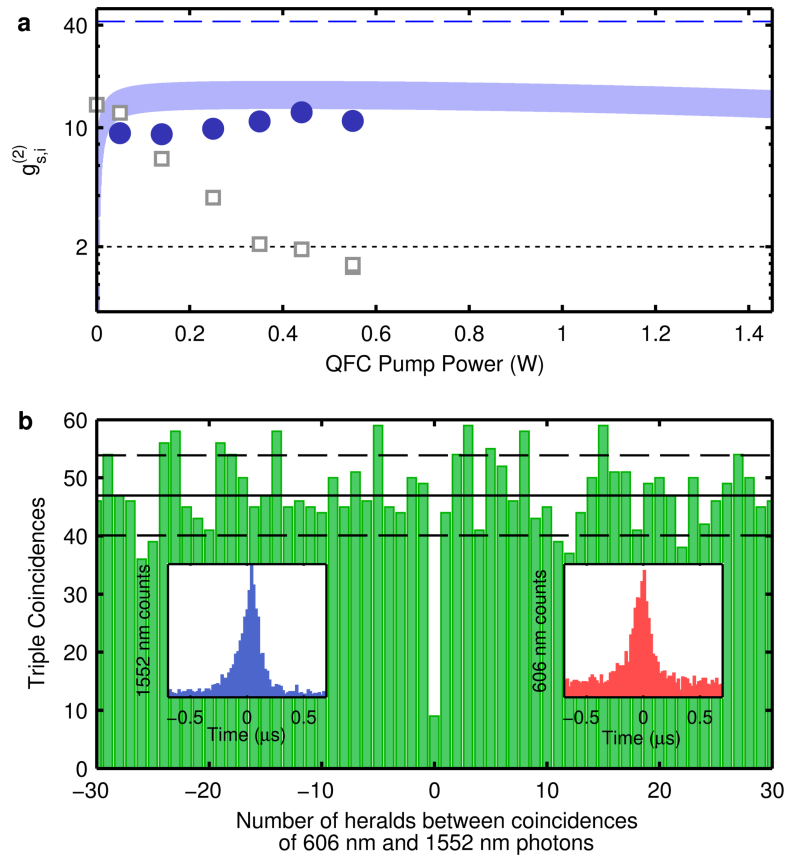 a
40
10
2
g(2)s,i
0
0.2
0.4
0.6
0.8
1
1.2
1.4
QFC Pump Power (W)
b
60
50
40
30
20
10
0
Triple Coincidences
1552 nm counts
−0.5
0
0.5
Time (μs)
606 nm counts
−0.5
0
0.5
Time (μs)
−30
−20
−10
0
10
20
30
Number of heralds between coincidences
of 606 nm and 1552 nm photons